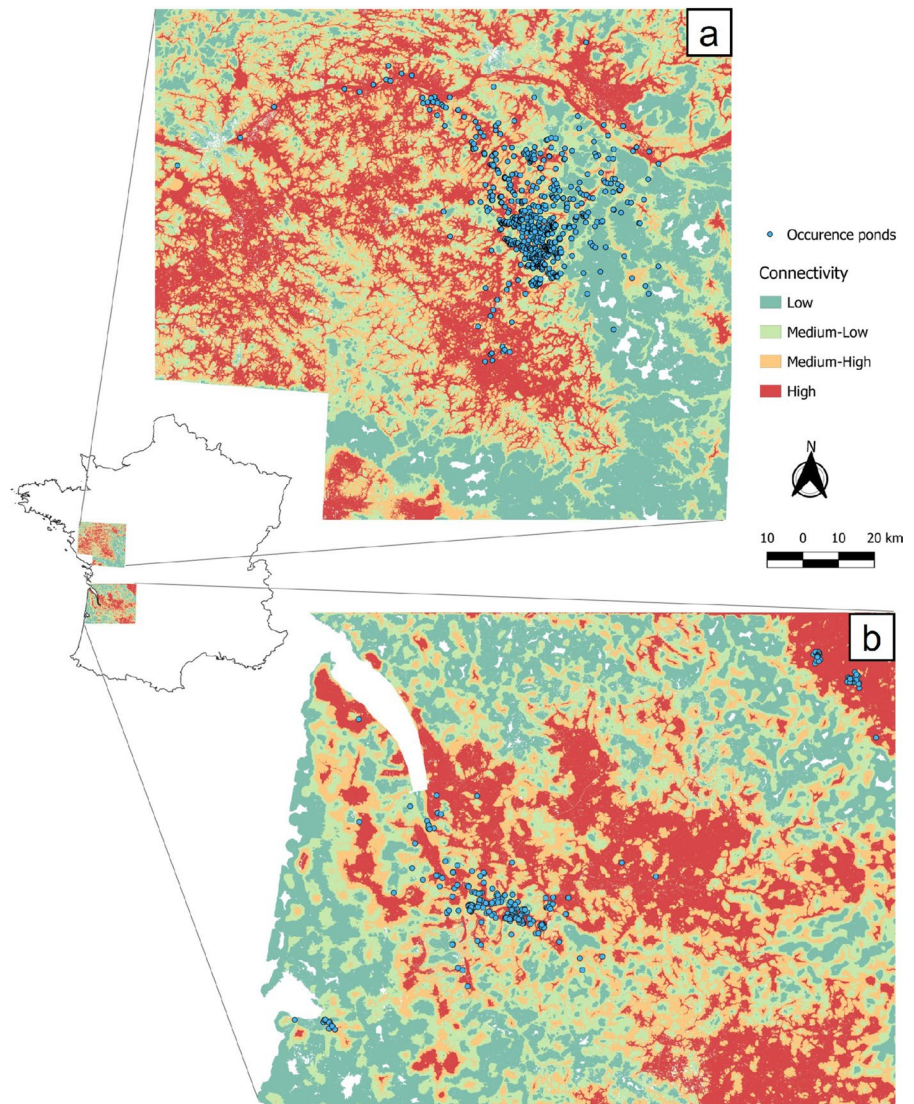 a
Occurence ponds
Connectivity
Low
Medium-Low
Medium-High
High
N
10 0 10 20 km
b